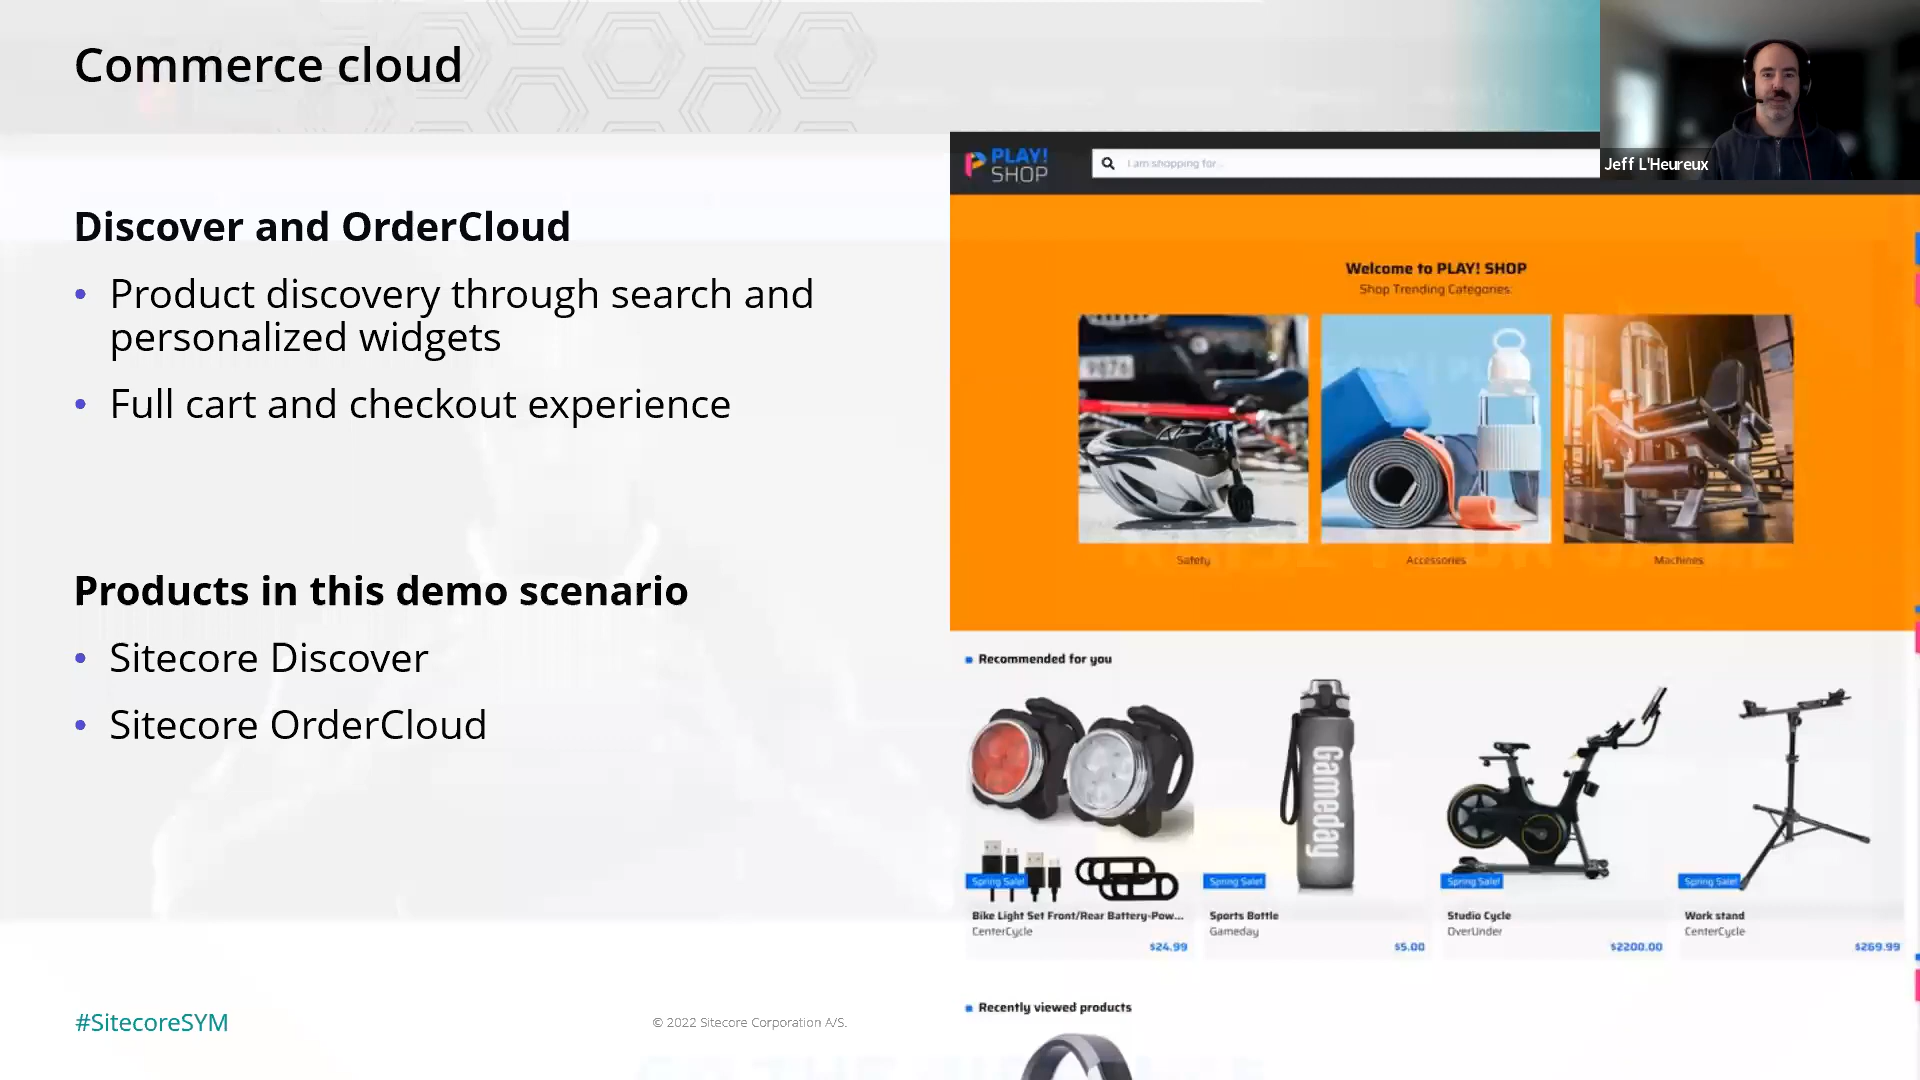 Commerce cloud
Discover and OrderCloud
• Product discovery through search and
personalized widgets
• Full cart and checkout experience
Products in this demo scenario
• Sitecore Discover
• Sitecore OrderCloud
#SitecoreSYM
© 2022 Sitecore Corporation A/S.
Jeff L'Heureux
PLAY!
SHOP
I am shopping for...
Welcome to PLAY! SHOP
Shop Trending Categories
9076
Safety
Accessories
Machines
Recommended for you
Gameday
Spring Sale!
Spring Sale!
Spring Sale!
Spring Sale!
Bike Light Set Front/Rear Battery-Pow...
CenterCycle
$24.99
Sports Bottle
Gameday
$5.00
Studio Cycle
OverUnder
$2200.00
Work stand
CenterCycle
$269.99
Recently viewed products